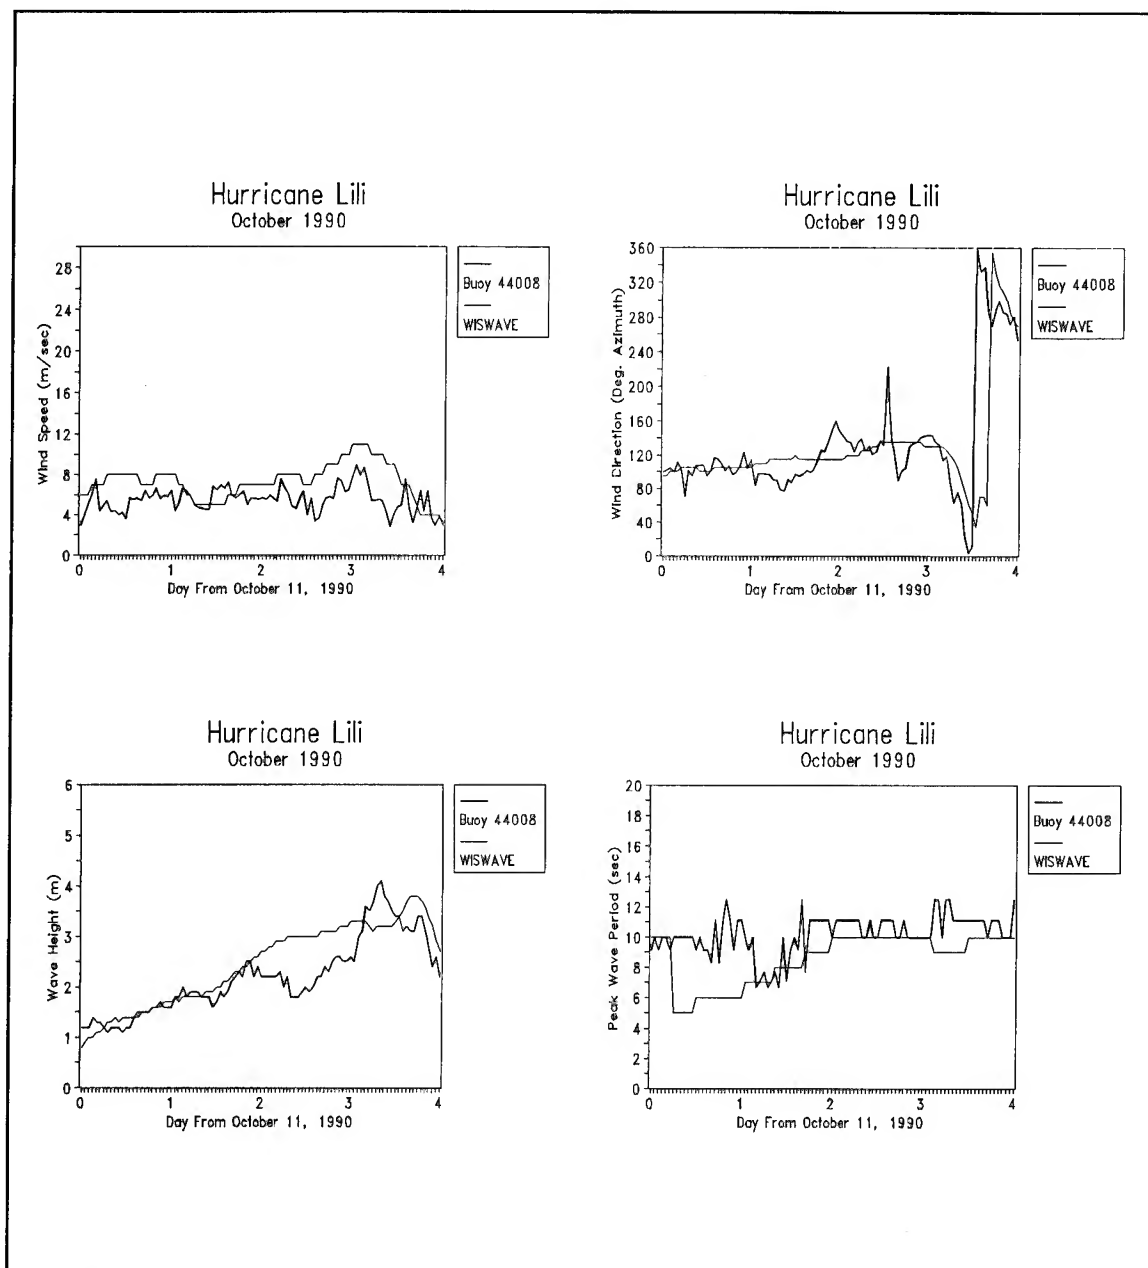 Hurricane Lili
October 1990
28
24
20
16
12
8
4
0
Wind Speed (m/sec)
0 1 2 3 4
Day From October 11, 1990
Buoy 44008
WISWAVE
Hurricane Lili
October 1990
360
320
280
240
200
160
120
80
40
0
Wind Direction (Deg. Azimuth)
0 1 2 3 4
Day From October 11, 1990
Buoy 44008
WISWAVE
Hurricane Lili
October 1990
6
5
4
3
2
1
0
Wave Height (m)
0 1 2 3 4
Day From October 11, 1990
Buoy 44008
WISWAVE
Hurricane Lili
October 1990
20
18
16
14
12
10
8
6
4
2
0
Peak Wave Period (sec)
0 1 2 3 4
Day From October 11, 1990
Buoy 44008
WISWAVE